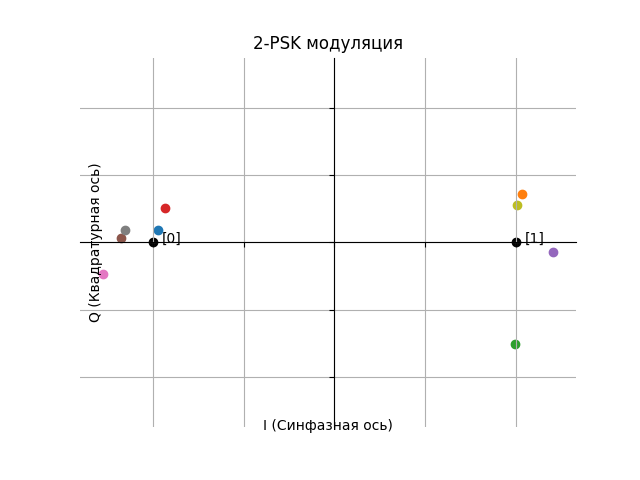 2-PSK модуляция
Q (Квадратурная ось)
[0]
[1]
I (Синфазная ось)